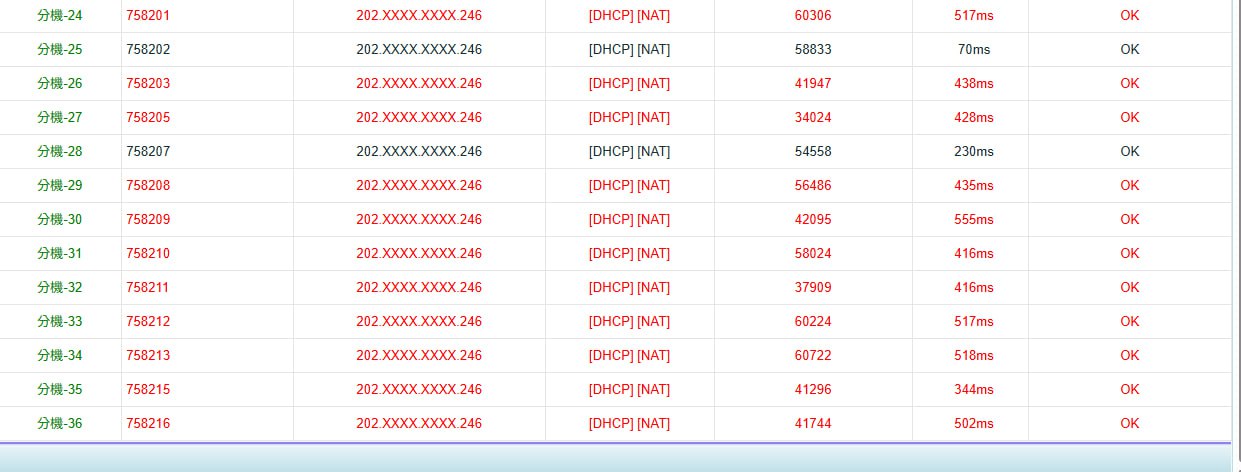 分機-24 758201 202.XXXX.XXXX.246 [DHCP] [NAT] 60306 517ms OK
分機-25 758202 202.XXXX.XXXX.246 [DHCP] [NAT] 58833 70ms OK
分機-26 758203 202.XXXX.XXXX.246 [DHCP] [NAT] 41947 438ms OK
分機-27 758205 202.XXXX.XXXX.246 [DHCP] [NAT] 34024 428ms OK
分機-28 758207 202.XXXX.XXXX.246 [DHCP] [NAT] 54558 230ms OK
分機-29 758208 202.XXXX.XXXX.246 [DHCP] [NAT] 56486 435ms OK
分機-30 758209 202.XXXX.XXXX.246 [DHCP] [NAT] 42095 555ms OK
分機-31 758210 202.XXXX.XXXX.246 [DHCP] [NAT] 58024 416ms OK
分機-32 758211 202.XXXX.XXXX.246 [DHCP] [NAT] 37909 416ms OK
分機-33 758212 202.XXXX.XXXX.246 [DHCP] [NAT] 60224 517ms OK
分機-34 758213 202.XXXX.XXXX.246 [DHCP] [NAT] 60722 518ms OK
分機-35 758215 202.XXXX.XXXX.246 [DHCP] [NAT] 41296 344ms OK
分機-36 758216 202.XXXX.XXXX.246 [DHCP] [NAT] 41744 502ms OK